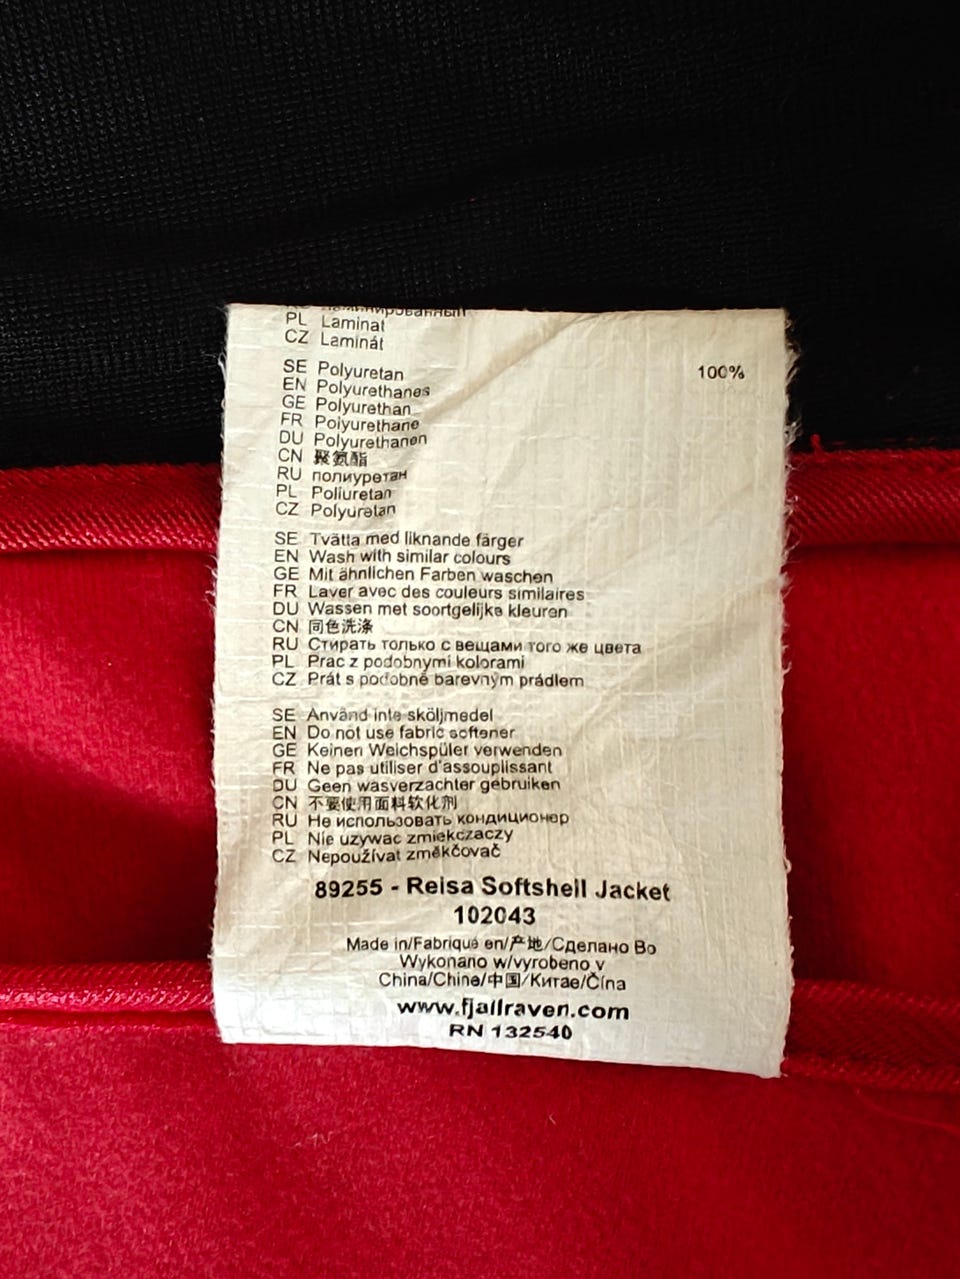 ламинированный
PL Laminat
CZ Laminát
SE Polyuretan 100%
EN Polyurethanes
GE Polyurethan
FR Polyurethane
DU Polyurethanen
CN 聚氨酯
RU полиуретан
PL Poliuretan
CZ Polyuretan
SE Tvätta med liknande färger
EN Wash with similar colours
GE Mit ähnlichen Farben waschen
FR Laver avec des couleurs similaires
DU Wassen met soortgelijke kleuren
CN 同色洗涤
RU Стирать только с вещами того же цвета
PL Prac z podobnymi kolorami
CZ Prát s podobně barevným prádlem
SE Använd inte sköljmedel
EN Do not use fabric softener
GE Keinen Weichspüler verwenden
FR Ne pas utiliser d'assouplissant
DU Geen wasverzachter gebruiken
CN 不要使用面料软化剂
RU Не использовать кондиционер
PL Nie uzywac zmiekczaczy
CZ Nepoužívat změkčovač
89255 - Reisa Softshell Jacket
102043
Made in/Fabriqué en/产地/Сделано Во
Wykonano w/vyrobeno v
China/Chine/中国/Китае/Čína
www.fjallraven.com
RN 132540